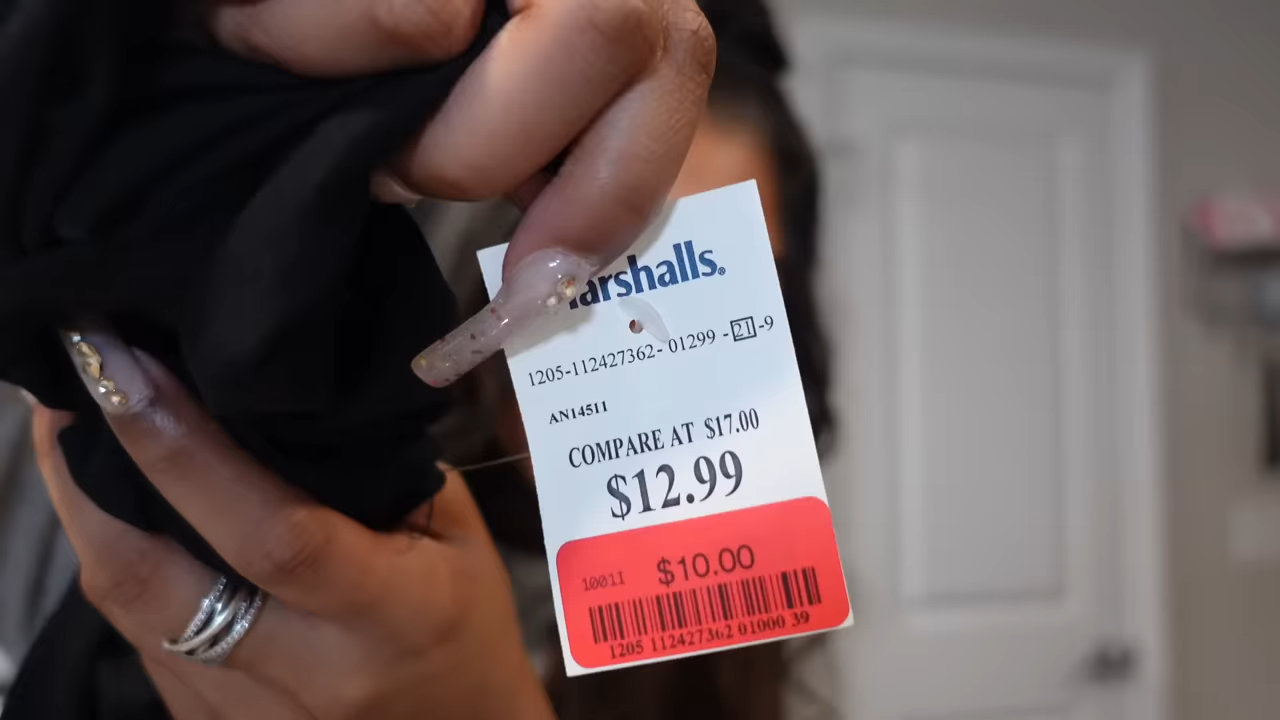 arshalls®
1205-112427362- 01299 -21-9
AN14511
COMPARE AT $17.00
$12.99
1001I $10.00
1205 112427362 01000 39